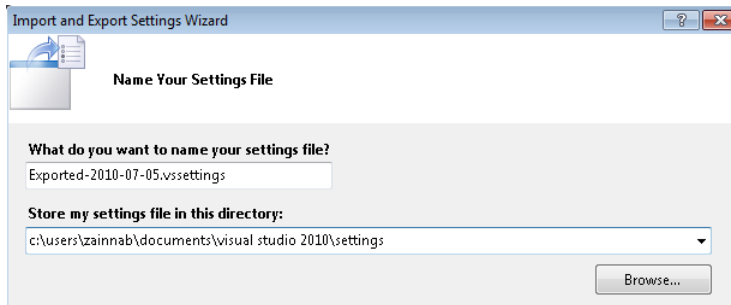 Import and Export Settings Wizard
Name Your Settings File
What do you want to name your settings file?
Exported-2010-07-05.vssettings
Store my settings file in this directory:
c:\users\zainnab\documents\visual studio 2010\settings
Browse...